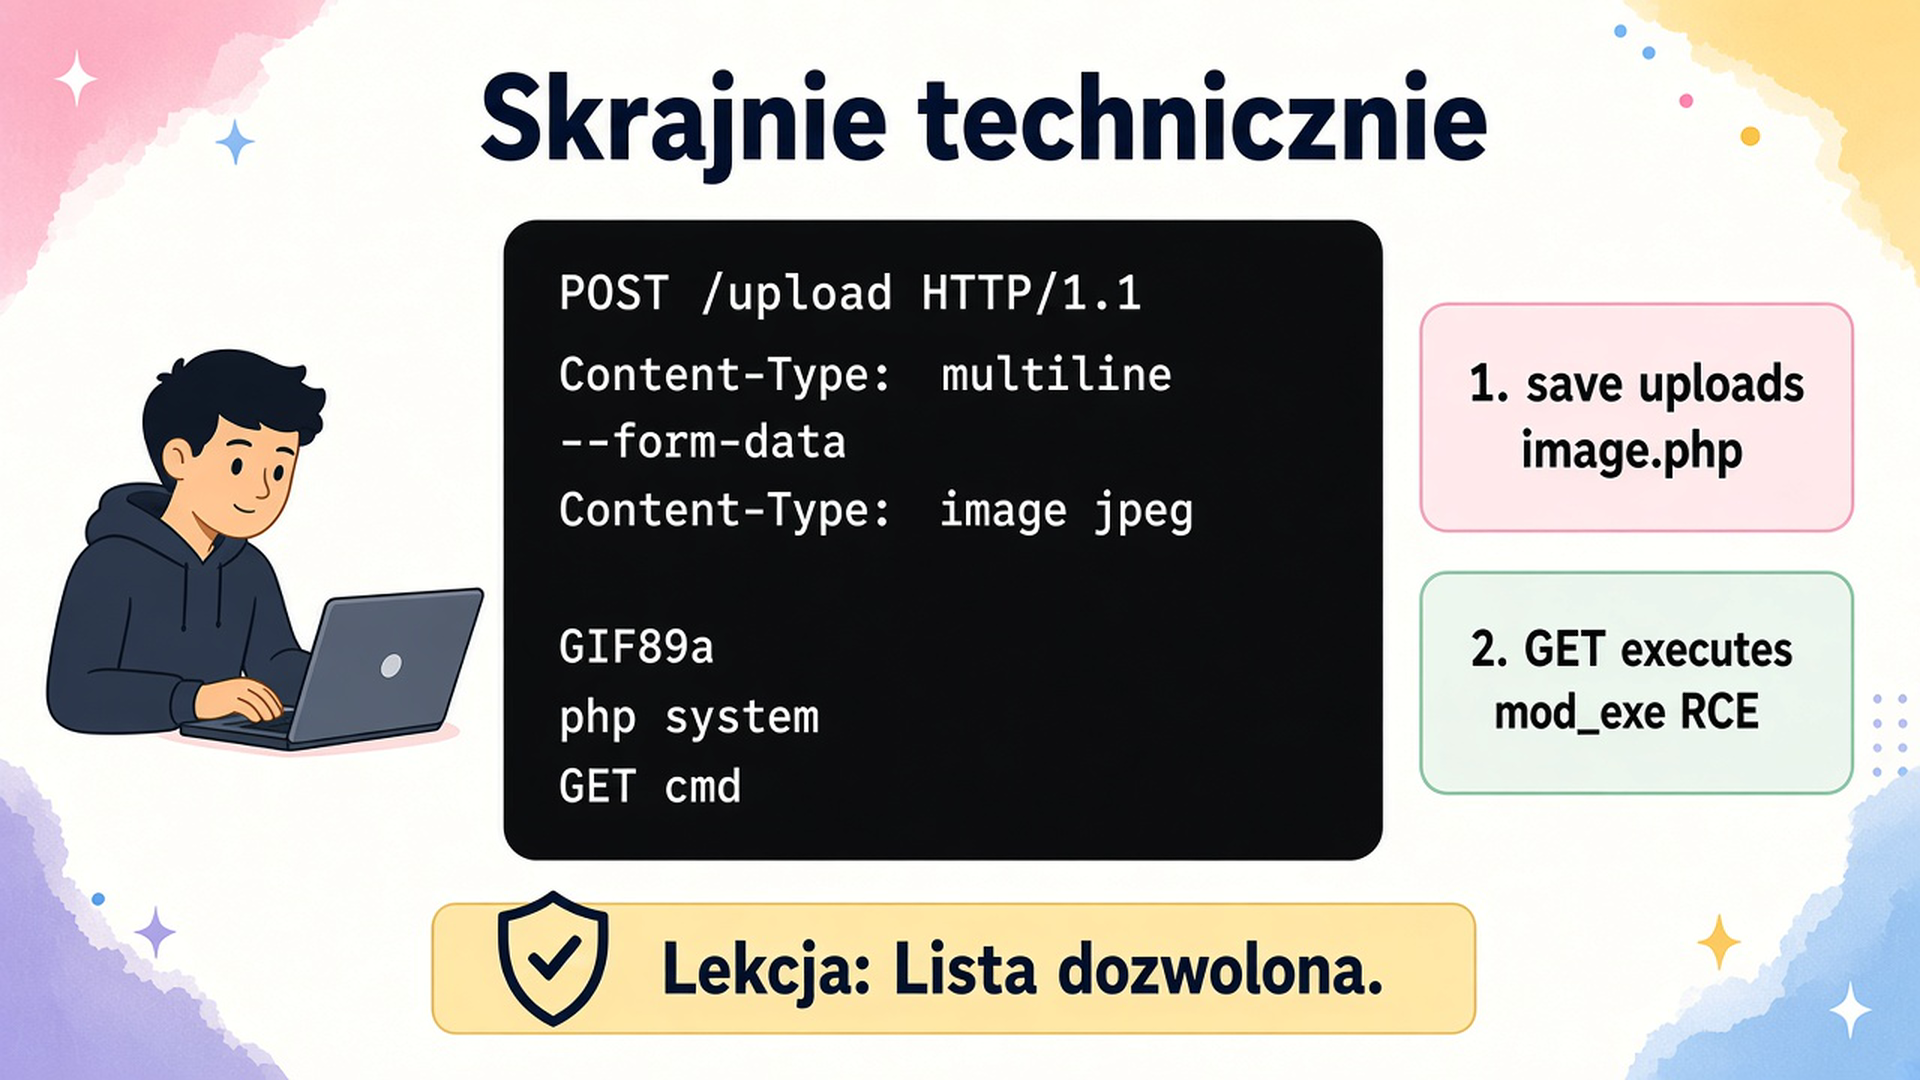 Skrajnie technicznie
POST /upload HTTP/1.1
Content-Type: multiline
--form-data
Content-Type: image jpeg
GIF89a
php system
GET cmd
1. save uploads
image.php
2. GET executes
mod_exe RCE
Lekcja: Lista dozwolona.